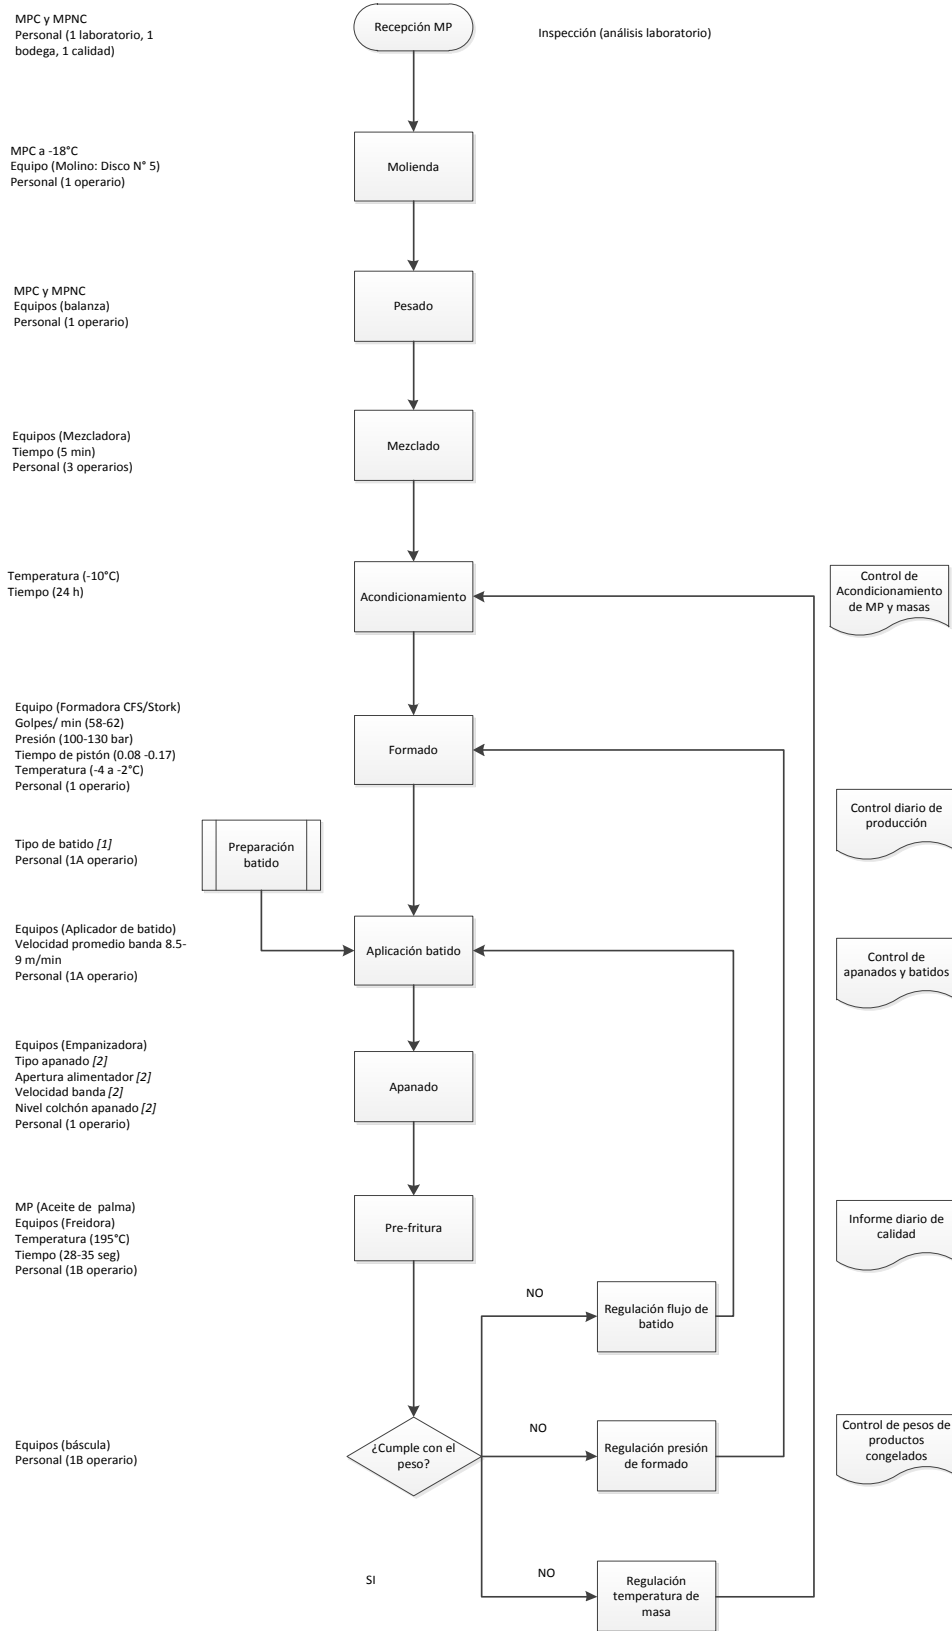 MPC y MPNC
Personal (1 laboratorio, 1
bodega, 1 calidad)
Recepción MP
Inspección (análisis laboratorio)
MPC a -18°C
Equipo (Molino: Disco N° 5)
Personal (1 operario)
Molienda
MPC y MPNC
Equipos (balanza)
Personal (1 operario)
Pesado
Equipos (Mezcladora)
Tiempo (5 min)
Personal (3 operarios)
Mezclado
Temperatura (-10°C)
Tiempo (24 h)
Acondicionamiento
Control de
Acondicionamiento
de MP y masas
Equipo (Formadora CFS/Stork)
Golpes/ min (58-62)
Presión (100-130 bar)
Tiempo de pistón (0.08 -0.17)
Temperatura (-4 a -2°C)
Personal (1 operario)
Formado
Control diario de
producción
Tipo de batido [1]
Personal (1A operario)
Preparación
batido
Equipos (Aplicador de batido)
Velocidad promedio banda 8.5-
9 m/min
Personal (1A operario)
Aplicación batido
Control de
apanados y batidos
Equipos (Empanizadora)
Tipo apanado [2]
Apertura alimentador [2]
Velocidad banda [2]
Nivel colchón apanado [2]
Personal (1 operario)
Apanado
MP (Aceite de palma)
Equipos (Freidora)
Temperatura (195°C)
Tiempo (28-35 seg)
Personal (1B operario)
Pre-fritura
Informe diario de
calidad
NO
Regulación flujo de
batido
Equipos (báscula)
Personal (1B operario)
¿Cumple con el
peso?
NO
Regulación presión
de formado
Control de pesos de
productos
congelados
SI
NO
Regulación
temperatura de
masa